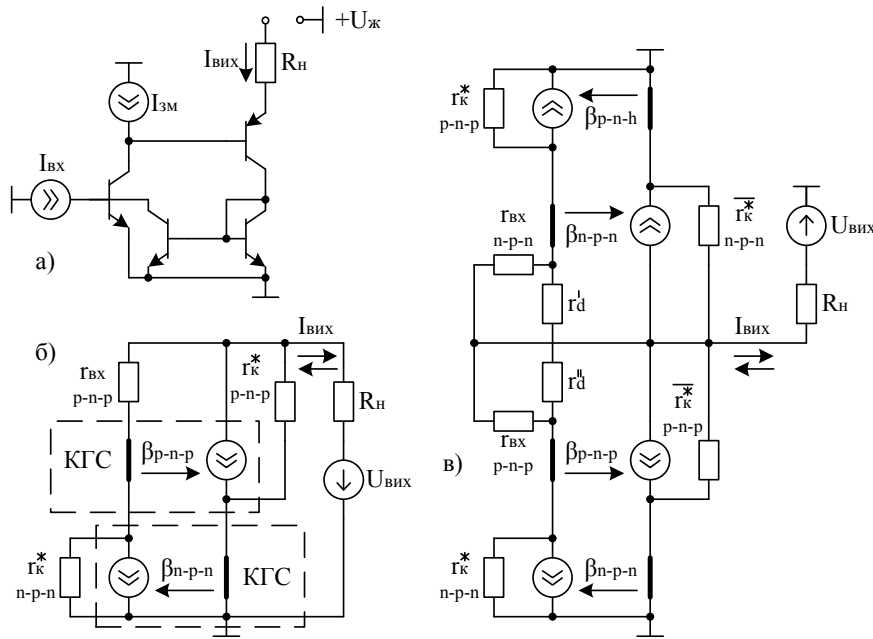 +Uж
Iвих
Rн
Iзм
Iвх
а)
r*к
p-n-p
βp-n-h
rвх
n-p-n
βn-p-n
r*к
n-p-n
Uвих
r'd
Rн
Iвих
r"d
rвх
p-n-p
βp-n-p
r*к
p-n-p
в)
r*к
n-p-n
βn-p-n
б)
Iвих
rвх
p-n-p
r*к
p-n-p
Rн
КГС
βp-n-p
Uвих
r*к
n-p-n
βn-p-n
КГС